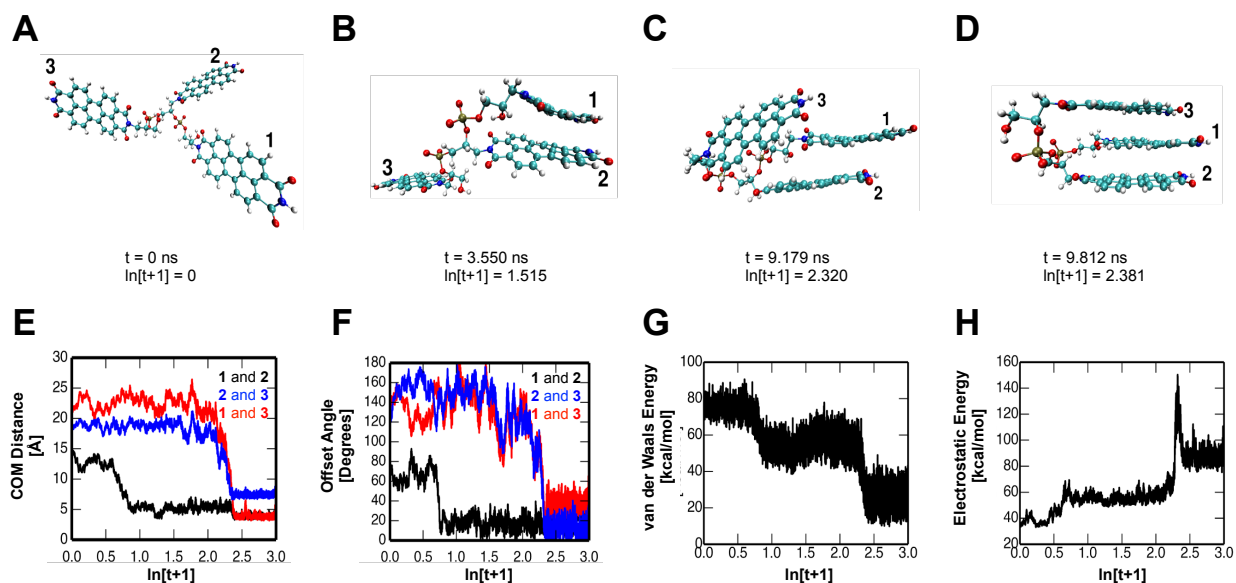 A
B
C
D
3
2
1
1
2
3
3
1
2
3
1
2
t = 0 ns
ln[t+1] = 0
t = 3.550 ns
ln[t+1] = 1.515
t = 9.179 ns
ln[t+1] = 2.320
t = 9.812 ns
ln[t+1] = 2.381
E
F
G
H
COM Distance
[Å]
30
25
20
15
10
5
0
1 and 2
2 and 3
1 and 3
0.0 0.5 1.0 1.5 2.0 2.5 3.0
ln[t+1]
Offset Angle
[Degrees]
180
160
140
120
100
80
60
40
20
0
1 and 2
2 and 3
1 and 3
0.0 0.5 1.0 1.5 2.0 2.5 3.0
ln[t+1]
van der Waals Energy
[kcal/mol]
100
80
60
40
20
0
0.0 0.5 1.0 1.5 2.0 2.5 3.0
ln[t+1]
Electrostatic Energy
[kcal/mol]
160
140
120
100
80
60
40
20
0
0.0 0.5 1.0 1.5 2.0 2.5 3.0
ln[t+1]